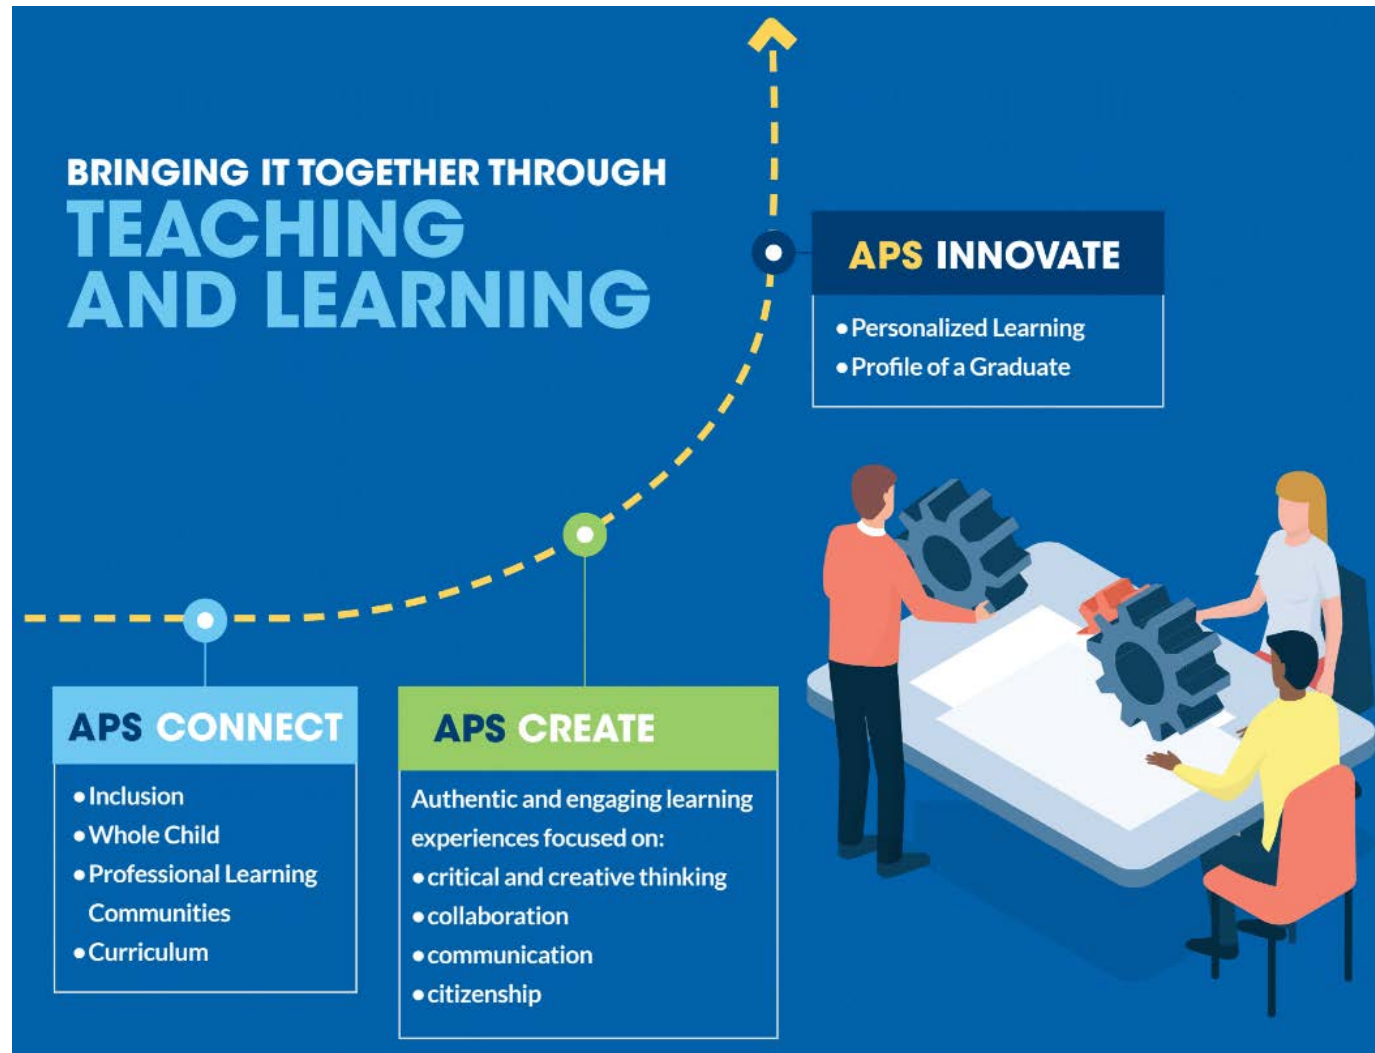 BRINGING IT TOGETHER THROUGH
TEACHING
AND LEARNING
APS INNOVATE
• Personalized Learning
• Profile of a Graduate
APS CONNECT
• Inclusion
• Whole Child
• Professional Learning
Communities
• Curriculum
APS CREATE
Authentic and engaging learning
experiences focused on:
• critical and creative thinking
• collaboration
• communication
• citizenship